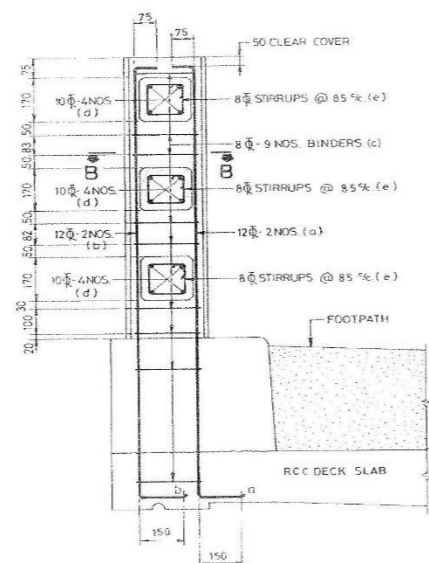 75
75
50 CLEAR COVER
75
170
10Φ-4NOS.
(d)
8Φ STIRRUPS @ 85 c/c.(e)
50
83
8Φ-9 NOS. BINDERS (c)
50
B
B
170
10Φ-4NOS.
(d)
8Φ STIRRUPS @ 85 c/c.(e)
50
82
12Φ-2NOS.
(b)
12Φ-2NOS.(a)
50
170
10Φ-4NOS.
(d)
8Φ STIRRUPS @ 85 c/c.(e)
30
100
20
FOOTPATH
RCC DECK SLAB
b
a
150
150